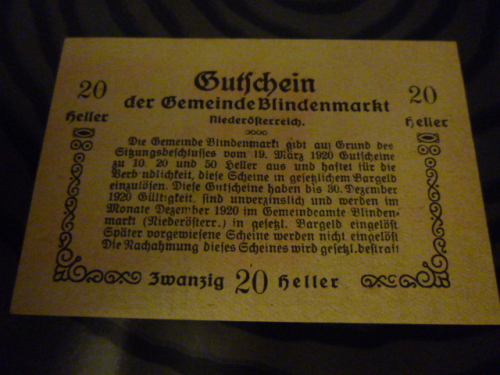 20 Gutschein 20
der Gemeinde Blindenmarkt
Heller Niederösterreich. Heller
Die Gemeinde Blindenmarkt gibt auf Grund des
Sitzungsbeschlusses vom 19. März 1920 Gutscheine
zu 10, 20 und 50 Heller aus und haftet für die
Verb ndlichkeit, diese Scheine in gesetzlichem Bargeld
einzulösen. Diese Gutscheine haben bis 30. Dezember
1920 Gültigkeit, sind unverzinslich und werden im
Monate Dezember 1920 im Gemeindeamte Blinden-
markt (Niederösterr.) in gesetzl. Bargeld eingelöst
Später vorgewiesene Scheine werden nicht eingelöst
Die Nachahmung dieses Scheines wird gesetzl. bestraft
Zwanzig 20 Heller